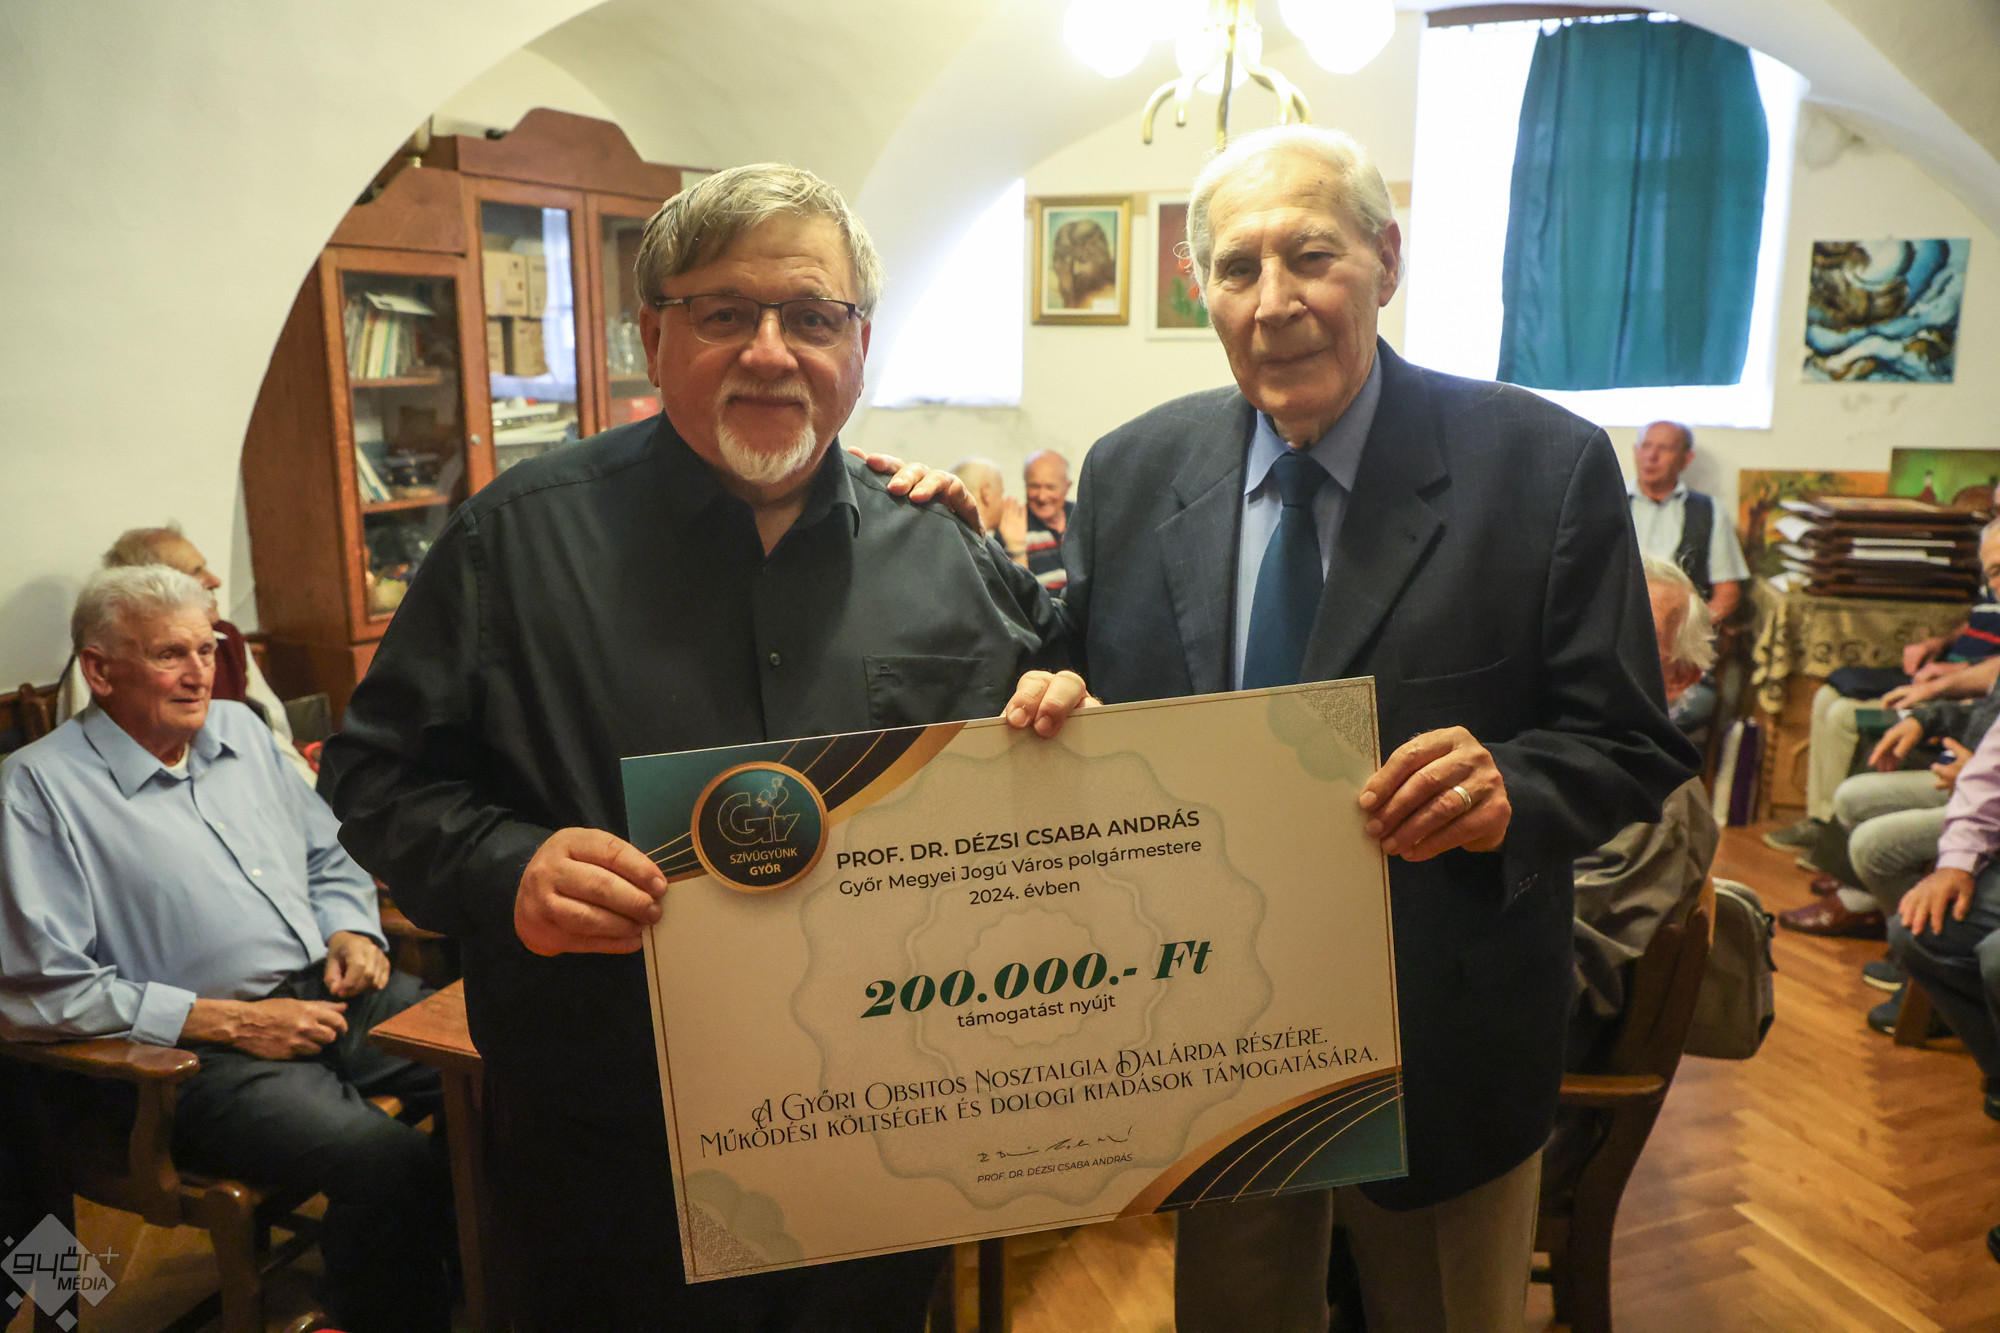 Gyr
SZÍVÜGYÜNK
GYŐR
PROF. DR. DÉZSI CSABA ANDRÁS
Győr Megyei Jogú Város polgármestere
2024. évben
200.000.- Ft
támogatást nyújt
A Győri Obsitos Nosztalgia Dalárda részére.
Működési költségek és dologi kiadások támogatására.
PROF. DR. DÉZSI CSABA ANDRÁS
győr+
MÉDIA